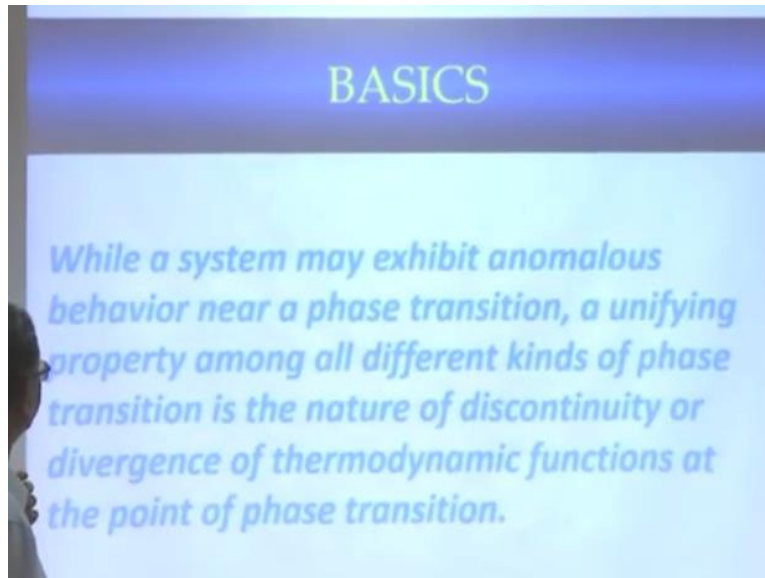 BASICS
While a system may exhibit anomalous
behavior near a phase transition, a unifying
property among all different kinds of phase
transition is the nature of discontinuity or
divergence of thermodynamic functions at
the point of phase transition.